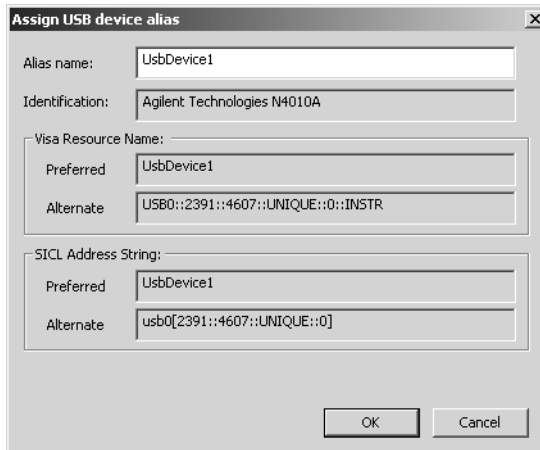 Assign USB device alias
Alias name: UsbDevice1
Identification: Agilent Technologies N4010A
Visa Resource Name:
Preferred UsbDevice1
Alternate USB0::2391::4607::UNIQUE::0::INSTR
SICL Address String:
Preferred UsbDevice1
Alternate usb0[2391::4607::UNIQUE::0]
OK Cancel